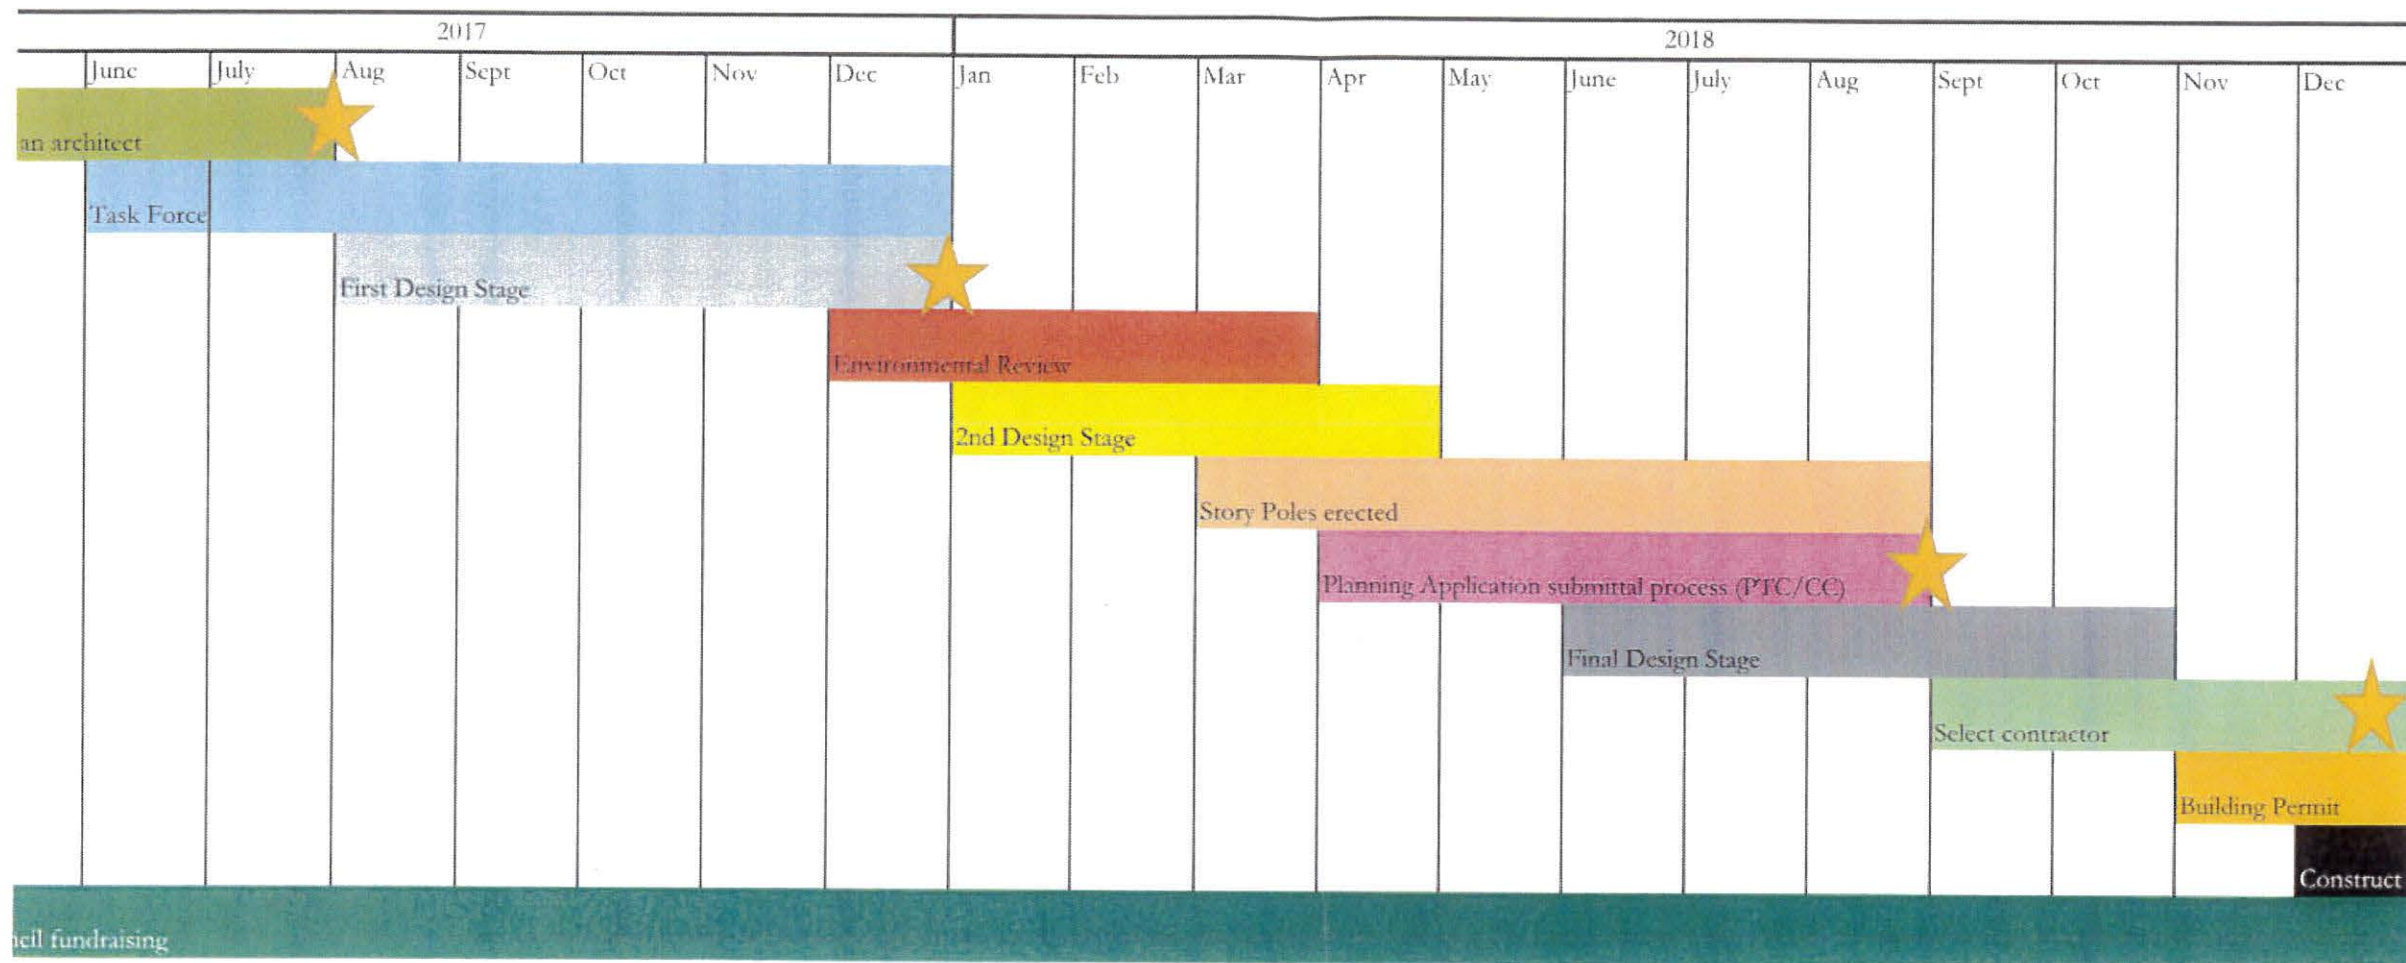 2017
2018
June July Aug Sept Oct Nov Dec Jan Feb Mar Apr May June July Aug Sept Oct Nov Dec
an architect
Task Force
First Design Stage
Environmental Review
2nd Design Stage
Story Poles erected
Planning Application submittal process (PTC/CC)
Final Design Stage
Select contractor
Building Permit
Construct
ncil fundraising